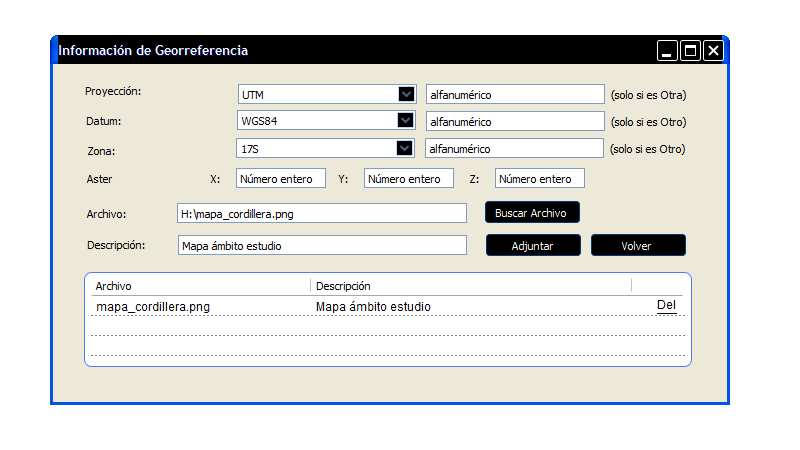 Información de Georreferencia
Proyección: UTM alfanumérico (solo si es Otra)
Datum: WGS84 alfanumérico (solo si es Otro)
Zona: 17S alfanumérico (solo si es Otro)
Aster X: Número entero Y: Número entero Z: Número entero
Archivo: H:\mapa_cordillera.png Buscar Archivo
Descripción: Mapa ámbito estudio Adjuntar Volver
Archivo Descripción
mapa_cordillera.png Mapa ámbito estudio Del